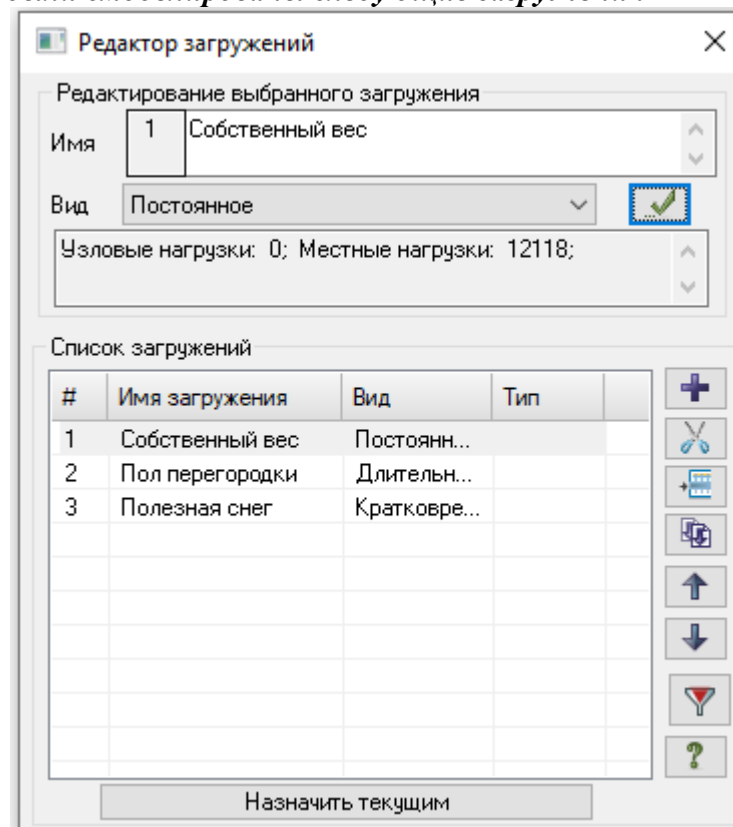 Редактор загружений
Редактирование выбранного загружения
Имя 1 Собственный вес
Вид Постоянное
Узловые нагрузки: 0; Местные нагрузки: 12118;
Список загружений
# Имя загружения Вид Тип
1 Собственный вес Постоянн...
2 Пол перегородки Длительн...
3 Полезная снег Кратковре...
Назначить текущим